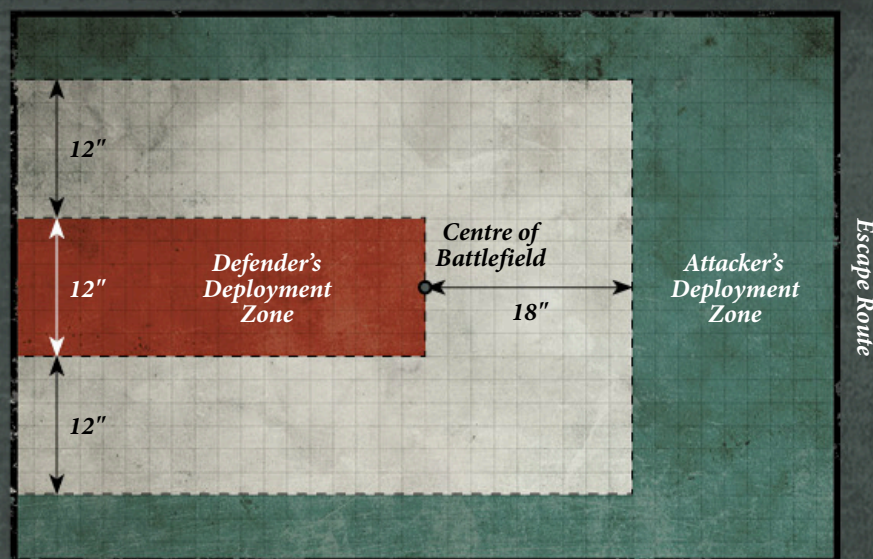 12"
Centre of
Battlefield
Defender's
Deployment
Zone
12"
18"
Attacker's
Deployment
Zone
Escape Route
12"